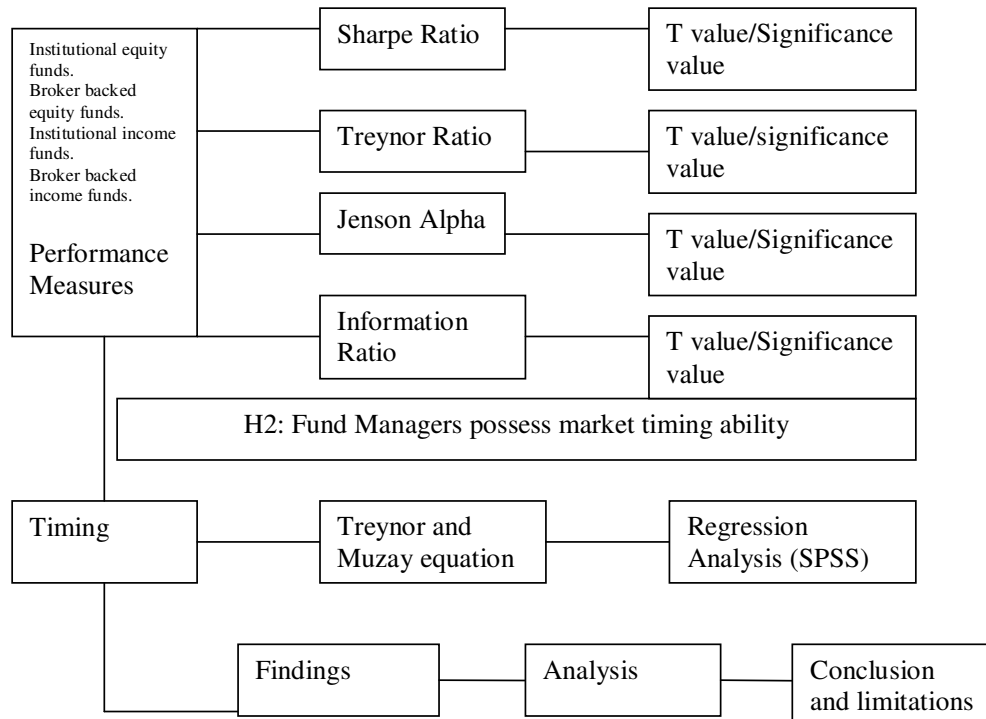 Institutional equity
funds.
Broker backed
equity funds.
Institutional income
funds.
Broker backed
income funds.
Performance
Measures
Sharpe Ratio
T value/Significance
value
Treynor Ratio
T value/significance
value
Jenson Alpha
T value/Significance
value
Information
Ratio
T value/Significance
value
H2: Fund Managers possess market timing ability
Timing
Treynor and
Muzay equation
Regression
Analysis (SPSS)
Findings
Analysis
Conclusion
and limitations